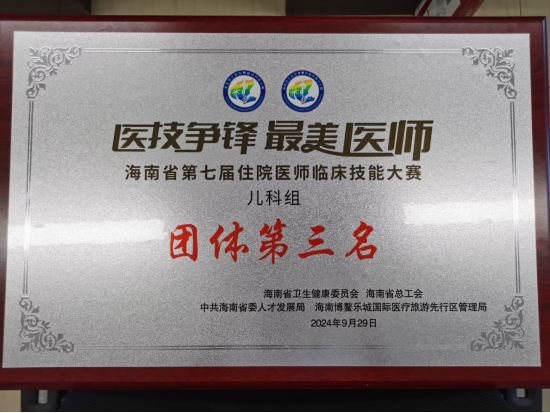 医技争锋 最美医师
海南省第七届住院医师临床技能大赛
儿科组
团体第三名
海南省卫生健康委员会 海南省总工会
中共海南省委人才发展局 海南博鳌乐城国际医疗旅游先行区管理局
2024年9月29日